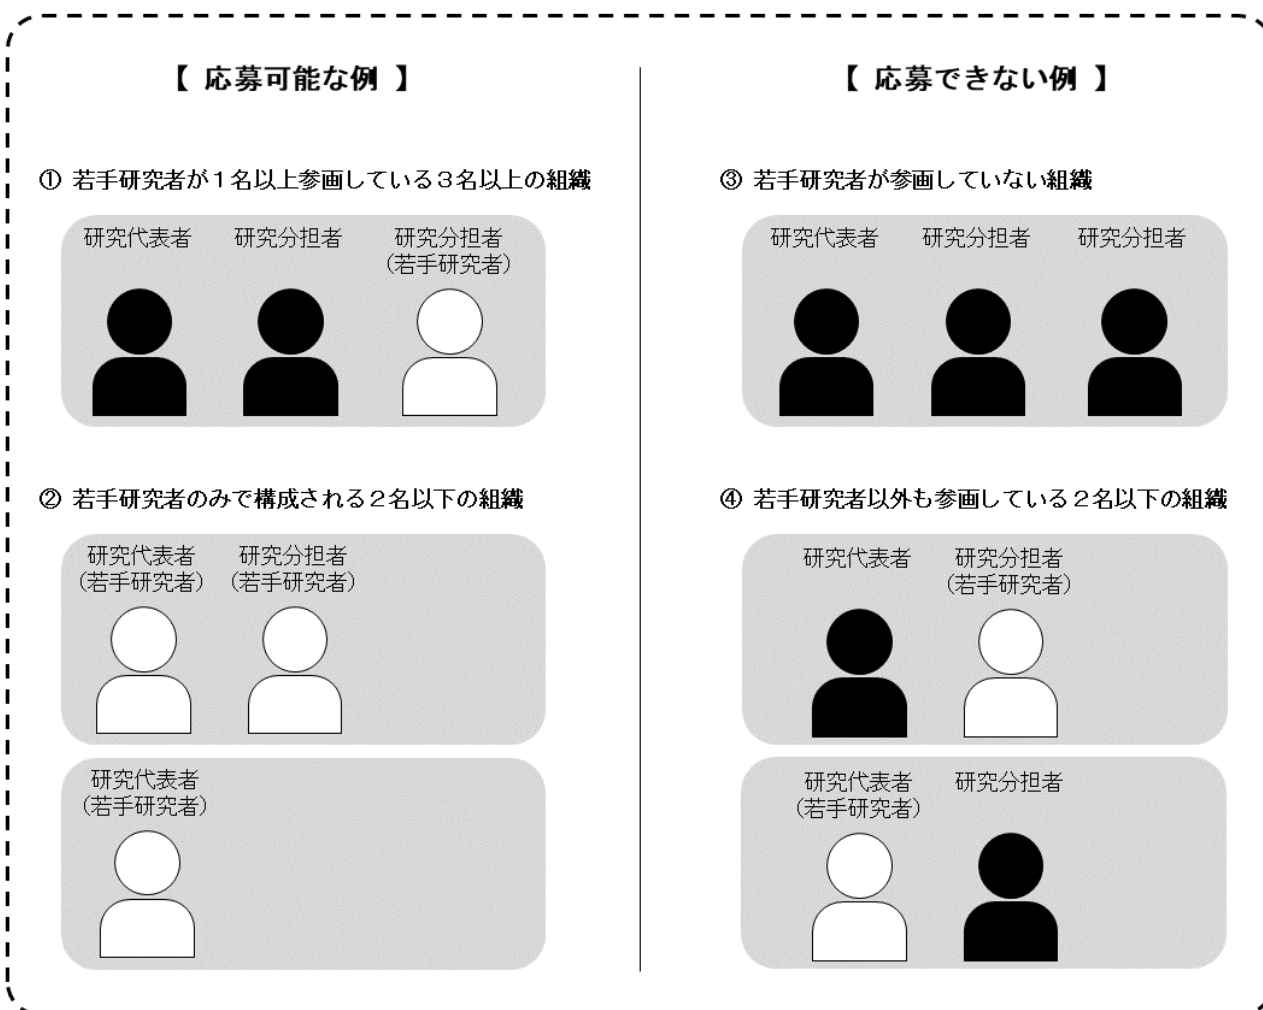 【 応募可能な例 】
① 若手研究者が１名以上参画している３名以上の組織
研究代表者 研究分担者 研究分担者
(若手研究者)
② 若手研究者のみで構成される２名以下の組織
研究代表者 研究分担者
(若手研究者) (若手研究者)
研究代表者
(若手研究者)
【 応募できない例 】
③ 若手研究者が参画していない組織
研究代表者 研究分担者 研究分担者
④ 若手研究者以外も参画している２名以下の組織
研究代表者 研究分担者
(若手研究者)
研究代表者 研究分担者
(若手研究者)